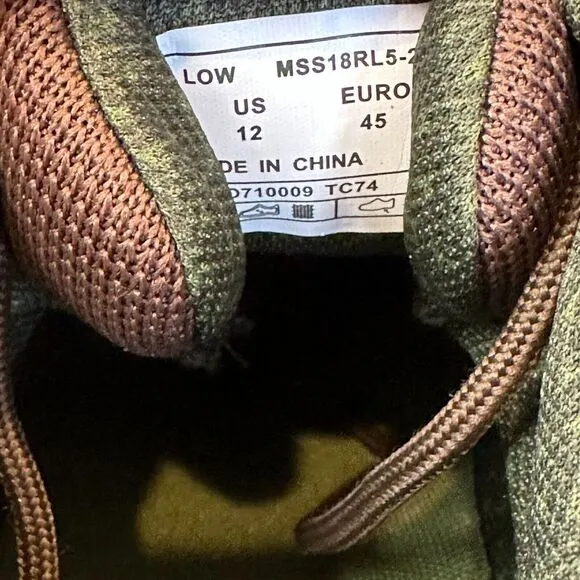 LOW MSS18RL5-2
US EURO
12 45
DE IN CHINA
D710009 TC74